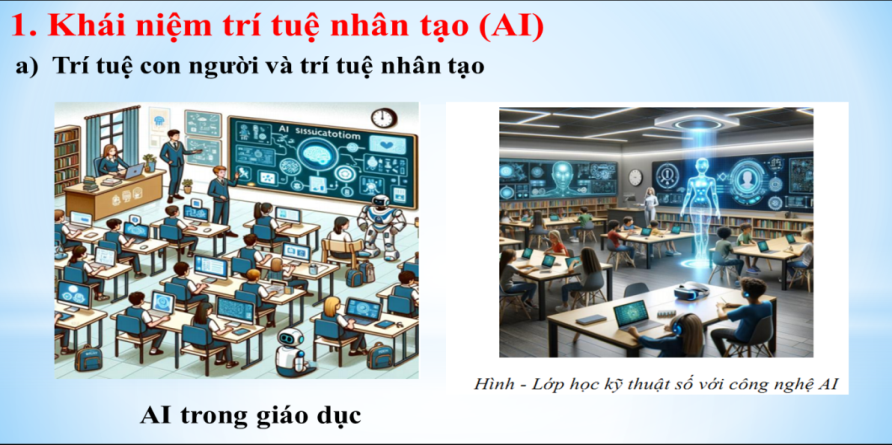 1. Khái niệm trí tuệ nhân tạo (AI)
a) Trí tuệ con người và trí tuệ nhân tạo
AI sissucatotiom
Hình - Lớp học kỹ thuật số với công nghệ AI
AI trong giáo dục